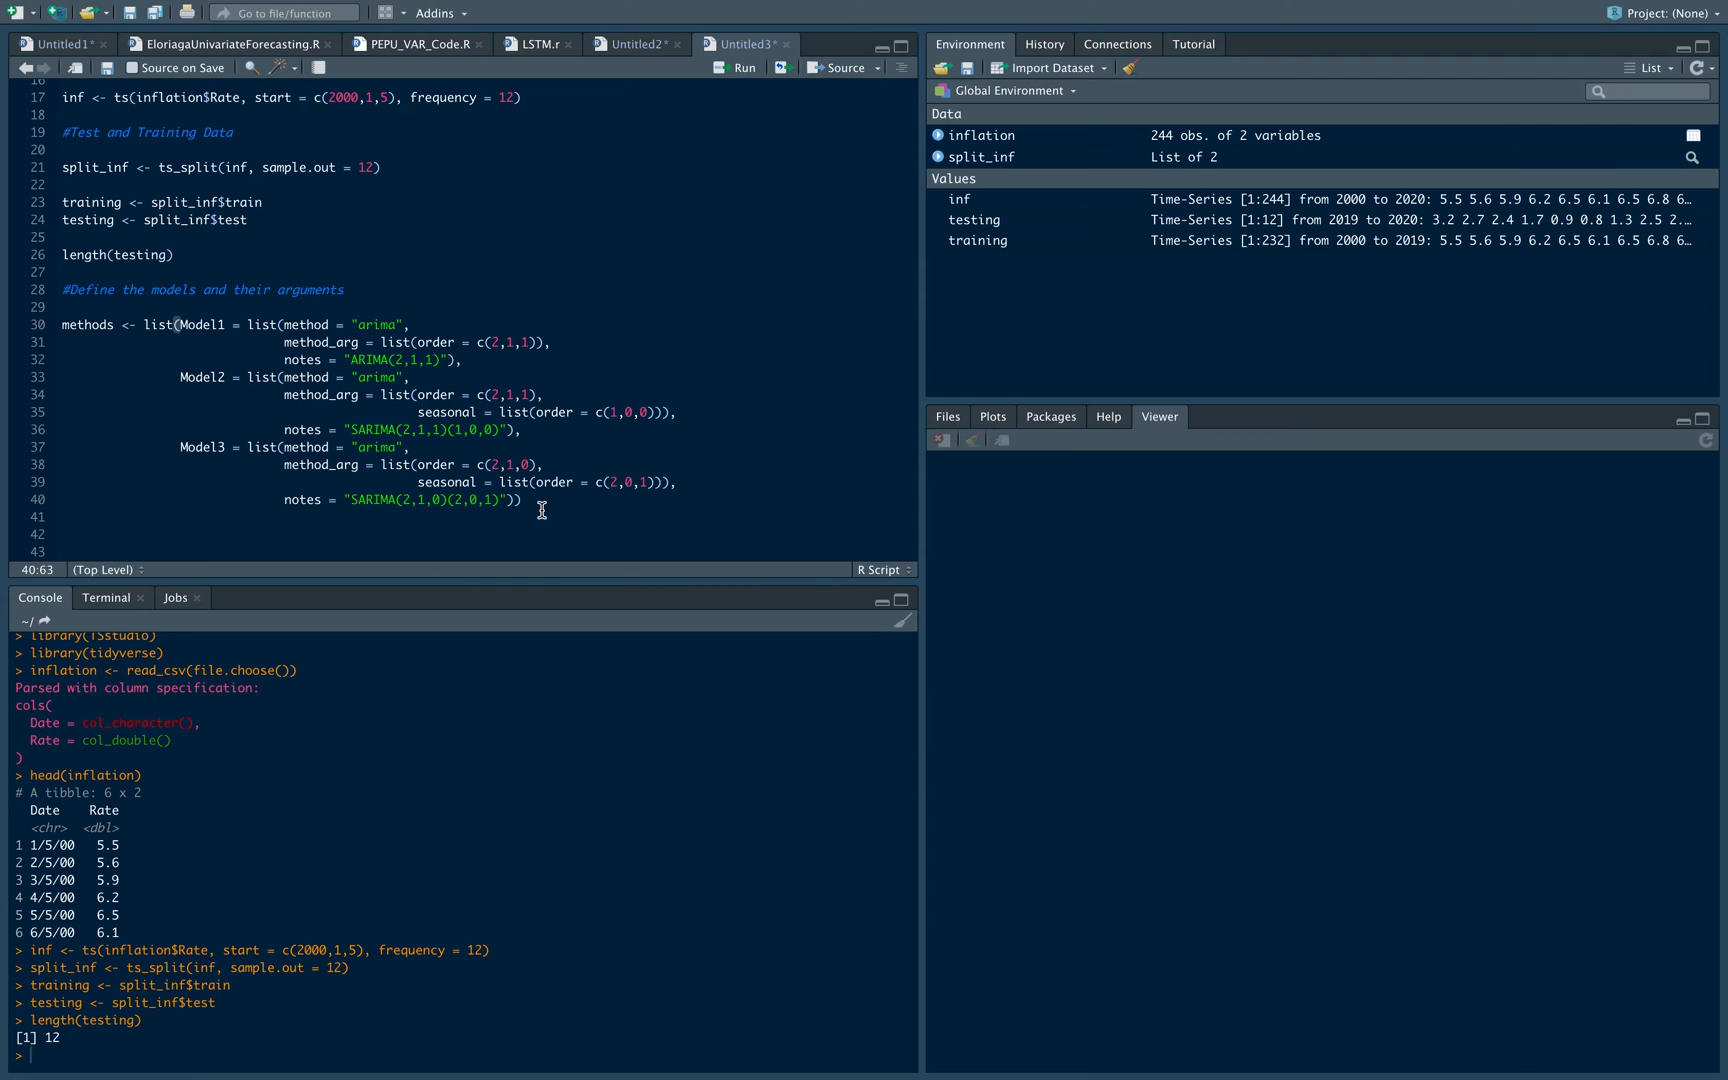 Go to file/function
Addins
Project: (None)
Untitled1*
EloriagaUnivariateForecasting.R
PEPU_VAR_Code.R
LSTM.r
Untitled2*
Untitled3*
Source on Save
Run
Source
16
17 inf <- ts(inflation$Rate, start = c(2000,1,5), frequency = 12)
18
19 #Test and Training Data
20
21 split_inf <- ts_split(inf, sample.out = 12)
22
23 training <- split_inf$train
24 testing <- split_inf$test
25
26 length(testing)
27
28 #Define the models and their arguments
29
30 methods <- list(Model1 = list(method = "arima",
31 method_arg = list(order = c(2,1,1)),
32 notes = "ARIMA(2,1,1)"),
33 Model2 = list(method = "arima",
34 method_arg = list(order = c(2,1,1),
35 seasonal = list(order = c(1,0,0))),
36 notes = "SARIMA(2,1,1)(1,0,0)"),
37 Model3 = list(method = "arima",
38 method_arg = list(order = c(2,1,0),
39 seasonal = list(order = c(2,0,1))),
40 notes = "SARIMA(2,1,0)(2,0,1)"))
41
42
43
40:63 (Top Level) R Script
Console Terminal Jobs
~/
> library(TSstudio)
> library(tidyverse)
> inflation <- read_csv(file.choose())
Parsed with column specification:
cols(
Date = col_character(),
Rate = col_double()
)
> head(inflation)
# A tibble: 6 x 2
Date Rate
<chr> <dbl>
1 1/5/00 5.5
2 2/5/00 5.6
3 3/5/00 5.9
4 4/5/00 6.2
5 5/5/00 6.5
6 6/5/00 6.1
> inf <- ts(inflation$Rate, start = c(2000,1,5), frequency = 12)
> split_inf <- ts_split(inf, sample.out = 12)
> training <- split_inf$train
> testing <- split_inf$test
> length(testing)
[1] 12
>
Environment History Connections Tutorial
Import Dataset
List
Global Environment
Data
inflation 244 obs. of 2 variables
split_inf List of 2
Values
inf Time-Series [1:244] from 2000 to 2020: 5.5 5.6 5.9 6.2 6.5 6.1 6.5 6.8 6…
testing Time-Series [1:12] from 2019 to 2020: 3.2 2.7 2.4 1.7 0.9 0.8 1.3 2.5 2.…
training Time-Series [1:232] from 2000 to 2019: 5.5 5.6 5.9 6.2 6.5 6.1 6.5 6.8 6…
Files Plots Packages Help Viewer